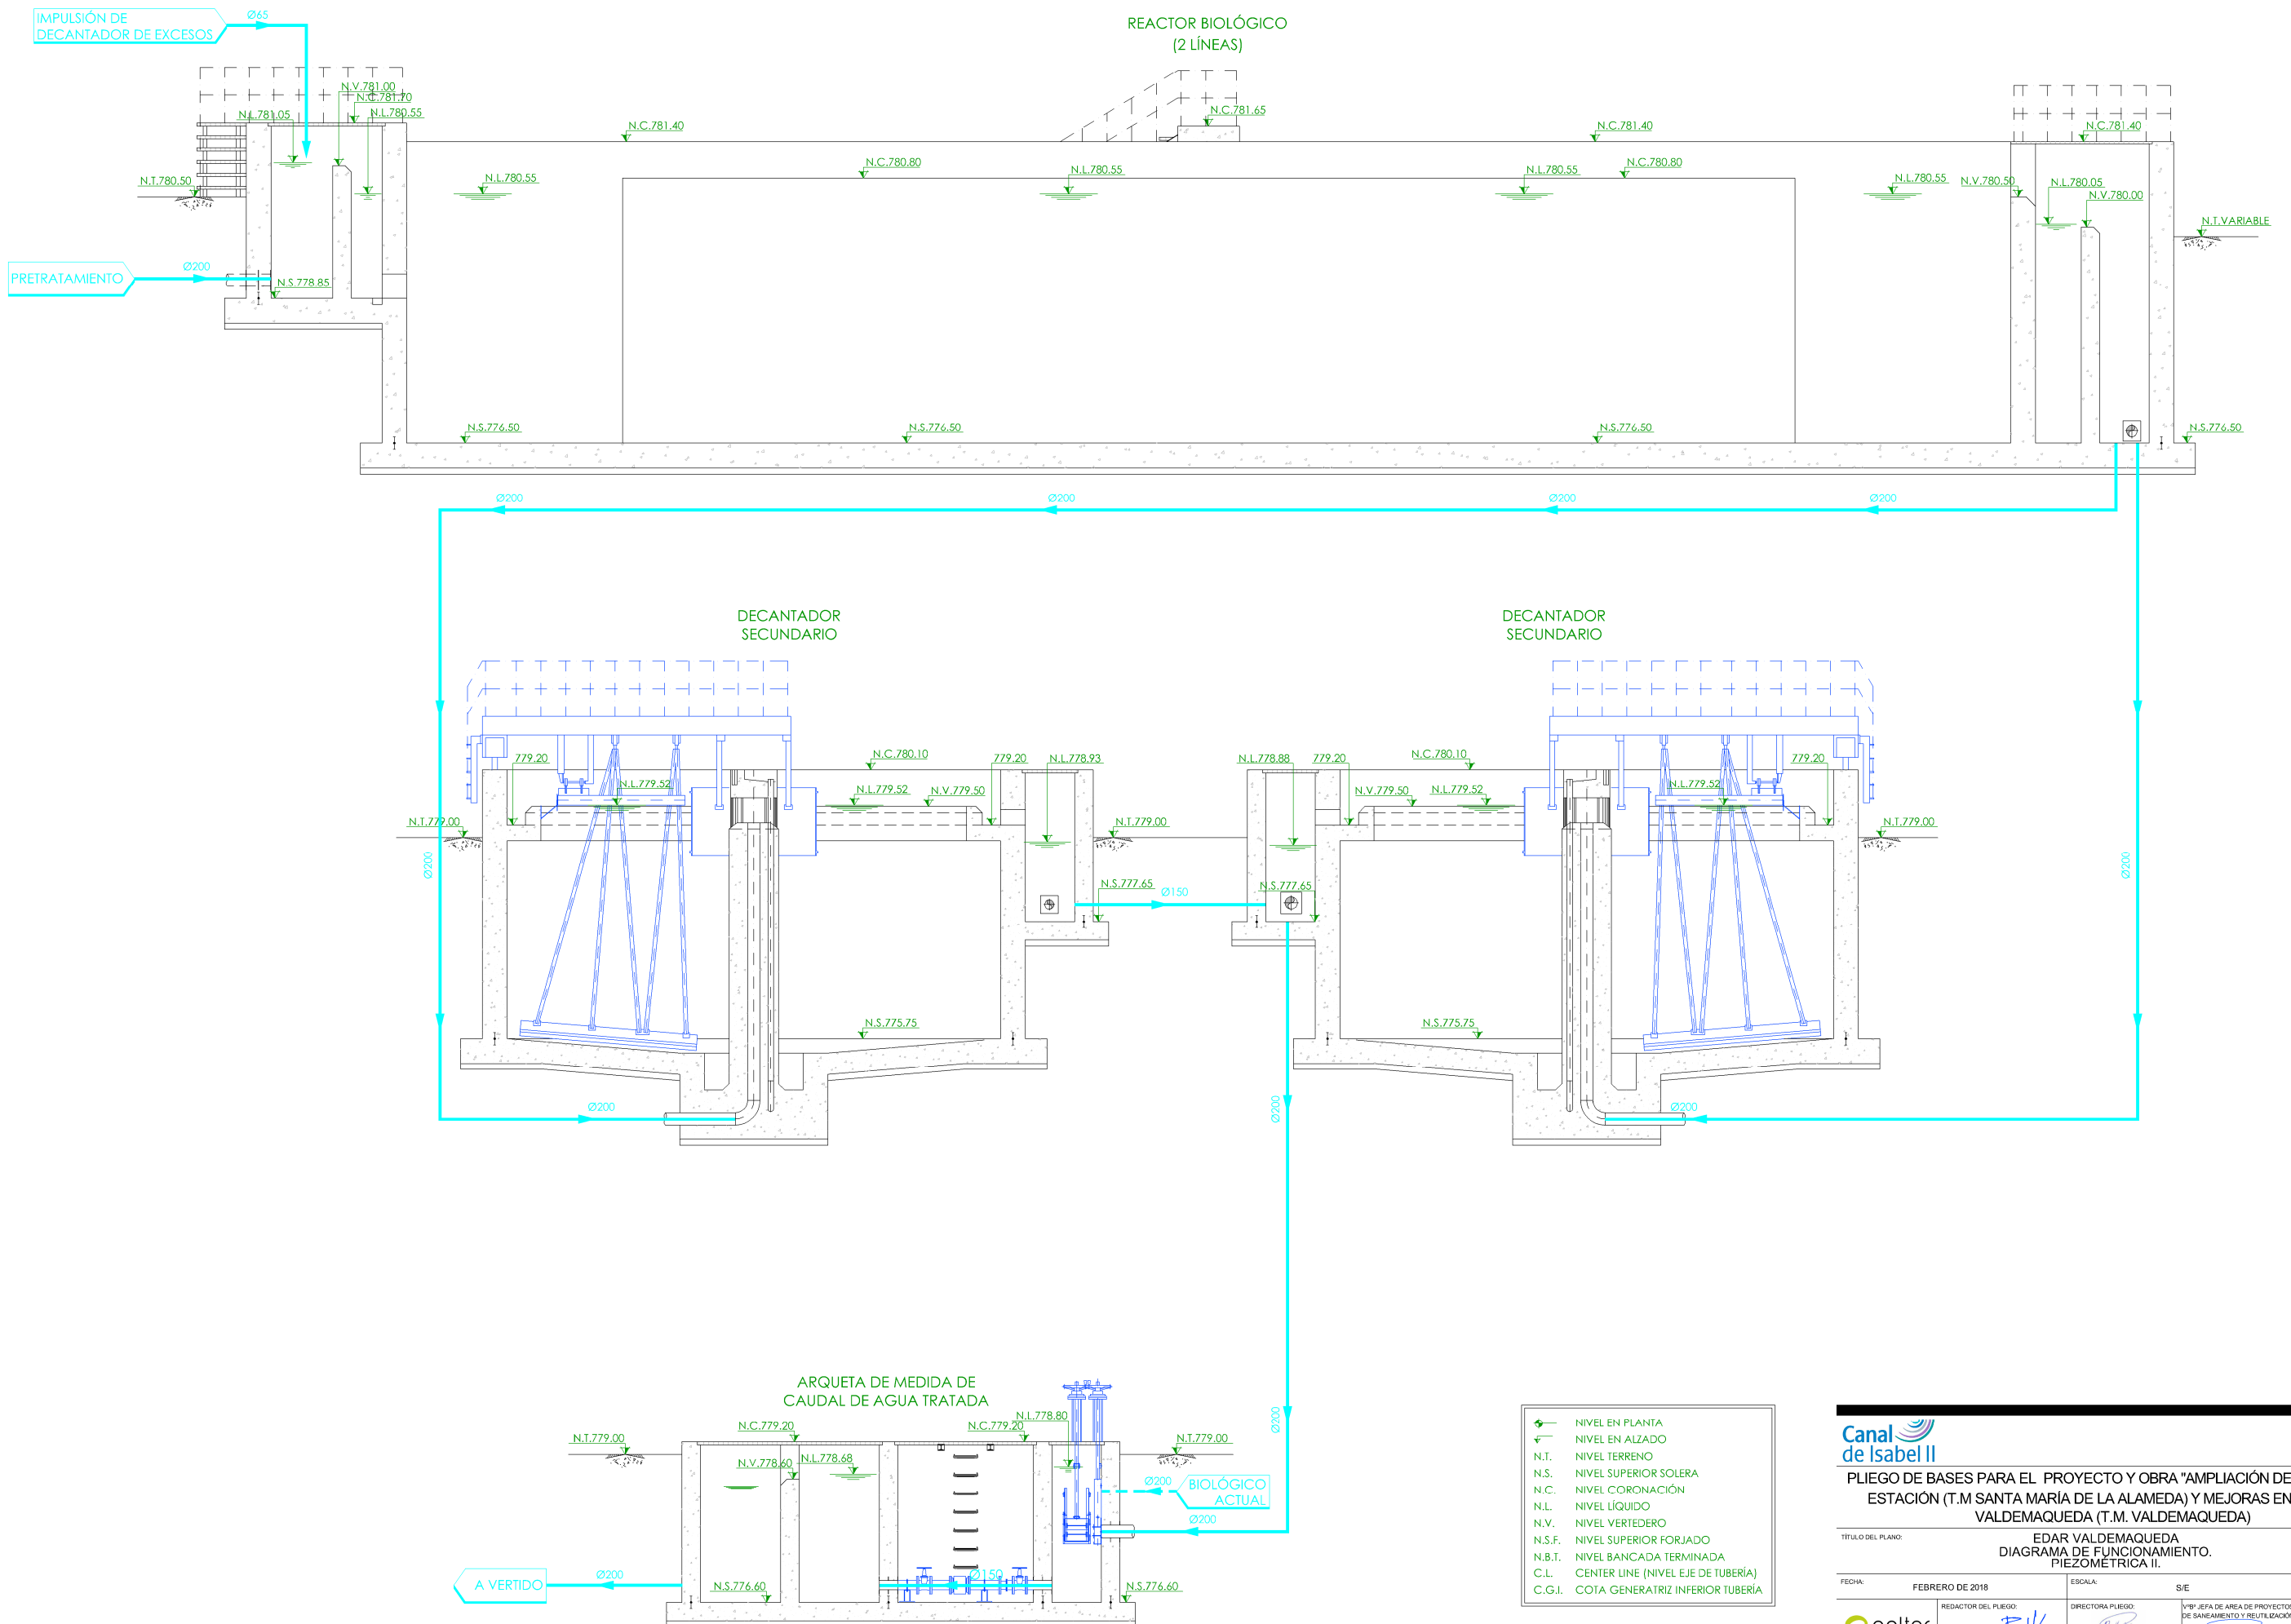 IMPULSIÓN DE
DECANTADOR DE EXCESOS
Ø65
REACTOR BIOLÓGICO
(2 LÍNEAS)
N.V.781.00
N.C.781.70
N.L.781.05
N.L.780.55
N.C.781.40
N.C.781.65
N.C.781.40
N.C.781.40
N.T.780.50
N.L.780.55
N.C.780.80
N.L.780.55
N.L.780.55
N.C.780.80
N.L.780.55
N.V.780.50
N.L.780.05
N.V.780.00
N.T.VARIABLE
PRETRATAMIENTO
Ø200
N.S.778.85
N.S.776.50
N.S.776.50
N.S.776.50
N.S.776.50
Ø200
Ø200
Ø200
Ø200
DECANTADOR
SECUNDARIO
DECANTADOR
SECUNDARIO
779.20
N.C.780.10
779.20
N.L.778.93
N.L.778.88
779.20
N.C.780.10
779.20
N.L.779.52
N.L.779.52
N.V.779.50
N.V.779.50
N.L.779.52
N.L.779.52
N.T.779.00
N.T.779.00
N.T.779.00
Ø200
Ø200
N.S.777.65
Ø150
N.S.777.65
N.S.775.75
N.S.775.75
Ø200
Ø200
Ø200
ARQUETA DE MEDIDA DE
CAUDAL DE AGUA TRATADA
N.C.779.20
N.C.779.20
N.L.778.80
N.T.779.00
N.T.779.00
N.V.778.60
N.L.778.68
Ø200
Ø200
BIOLÓGICO
ACTUAL
Ø200
A VERTIDO
Ø200
N.S.776.60
Ø150
N.S.776.60
NIVEL EN PLANTA
NIVEL EN ALZADO
N.T. NIVEL TERRENO
N.S. NIVEL SUPERIOR SOLERA
N.C. NIVEL CORONACIÓN
N.L. NIVEL LÍQUIDO
N.V. NIVEL VERTEDERO
N.S.F. NIVEL SUPERIOR FORJADO
N.B.T. NIVEL BANCADA TERMINADA
C.L. CENTER LINE (NIVEL EJE DE TUBERÍA)
C.G.I. COTA GENERATRIZ INFERIOR TUBERÍA
Canal
de Isabel II
PLIEGO DE BASES PARA EL PROYECTO Y OBRA "AMPLIACIÓN DE
ESTACIÓN (T.M SANTA MARÍA DE LA ALAMEDA) Y MEJORAS EN
VALDEMAQUEDA (T.M. VALDEMAQUEDA)
TÍTULO DEL PLANO:
EDAR VALDEMAQUEDA
DIAGRAMA DE FUNCIONAMIENTO.
PIEZOMÉTRICA II.
FECHA:
FEBRERO DE 2018
ESCALA:
S/E
REDACTOR DEL PLIEGO:
DIRECTORA PLIEGO:
VºBº JEFA DE AREA DE PROYECTOS
DE SANEAMIENTO Y REUTILIZACIÓN